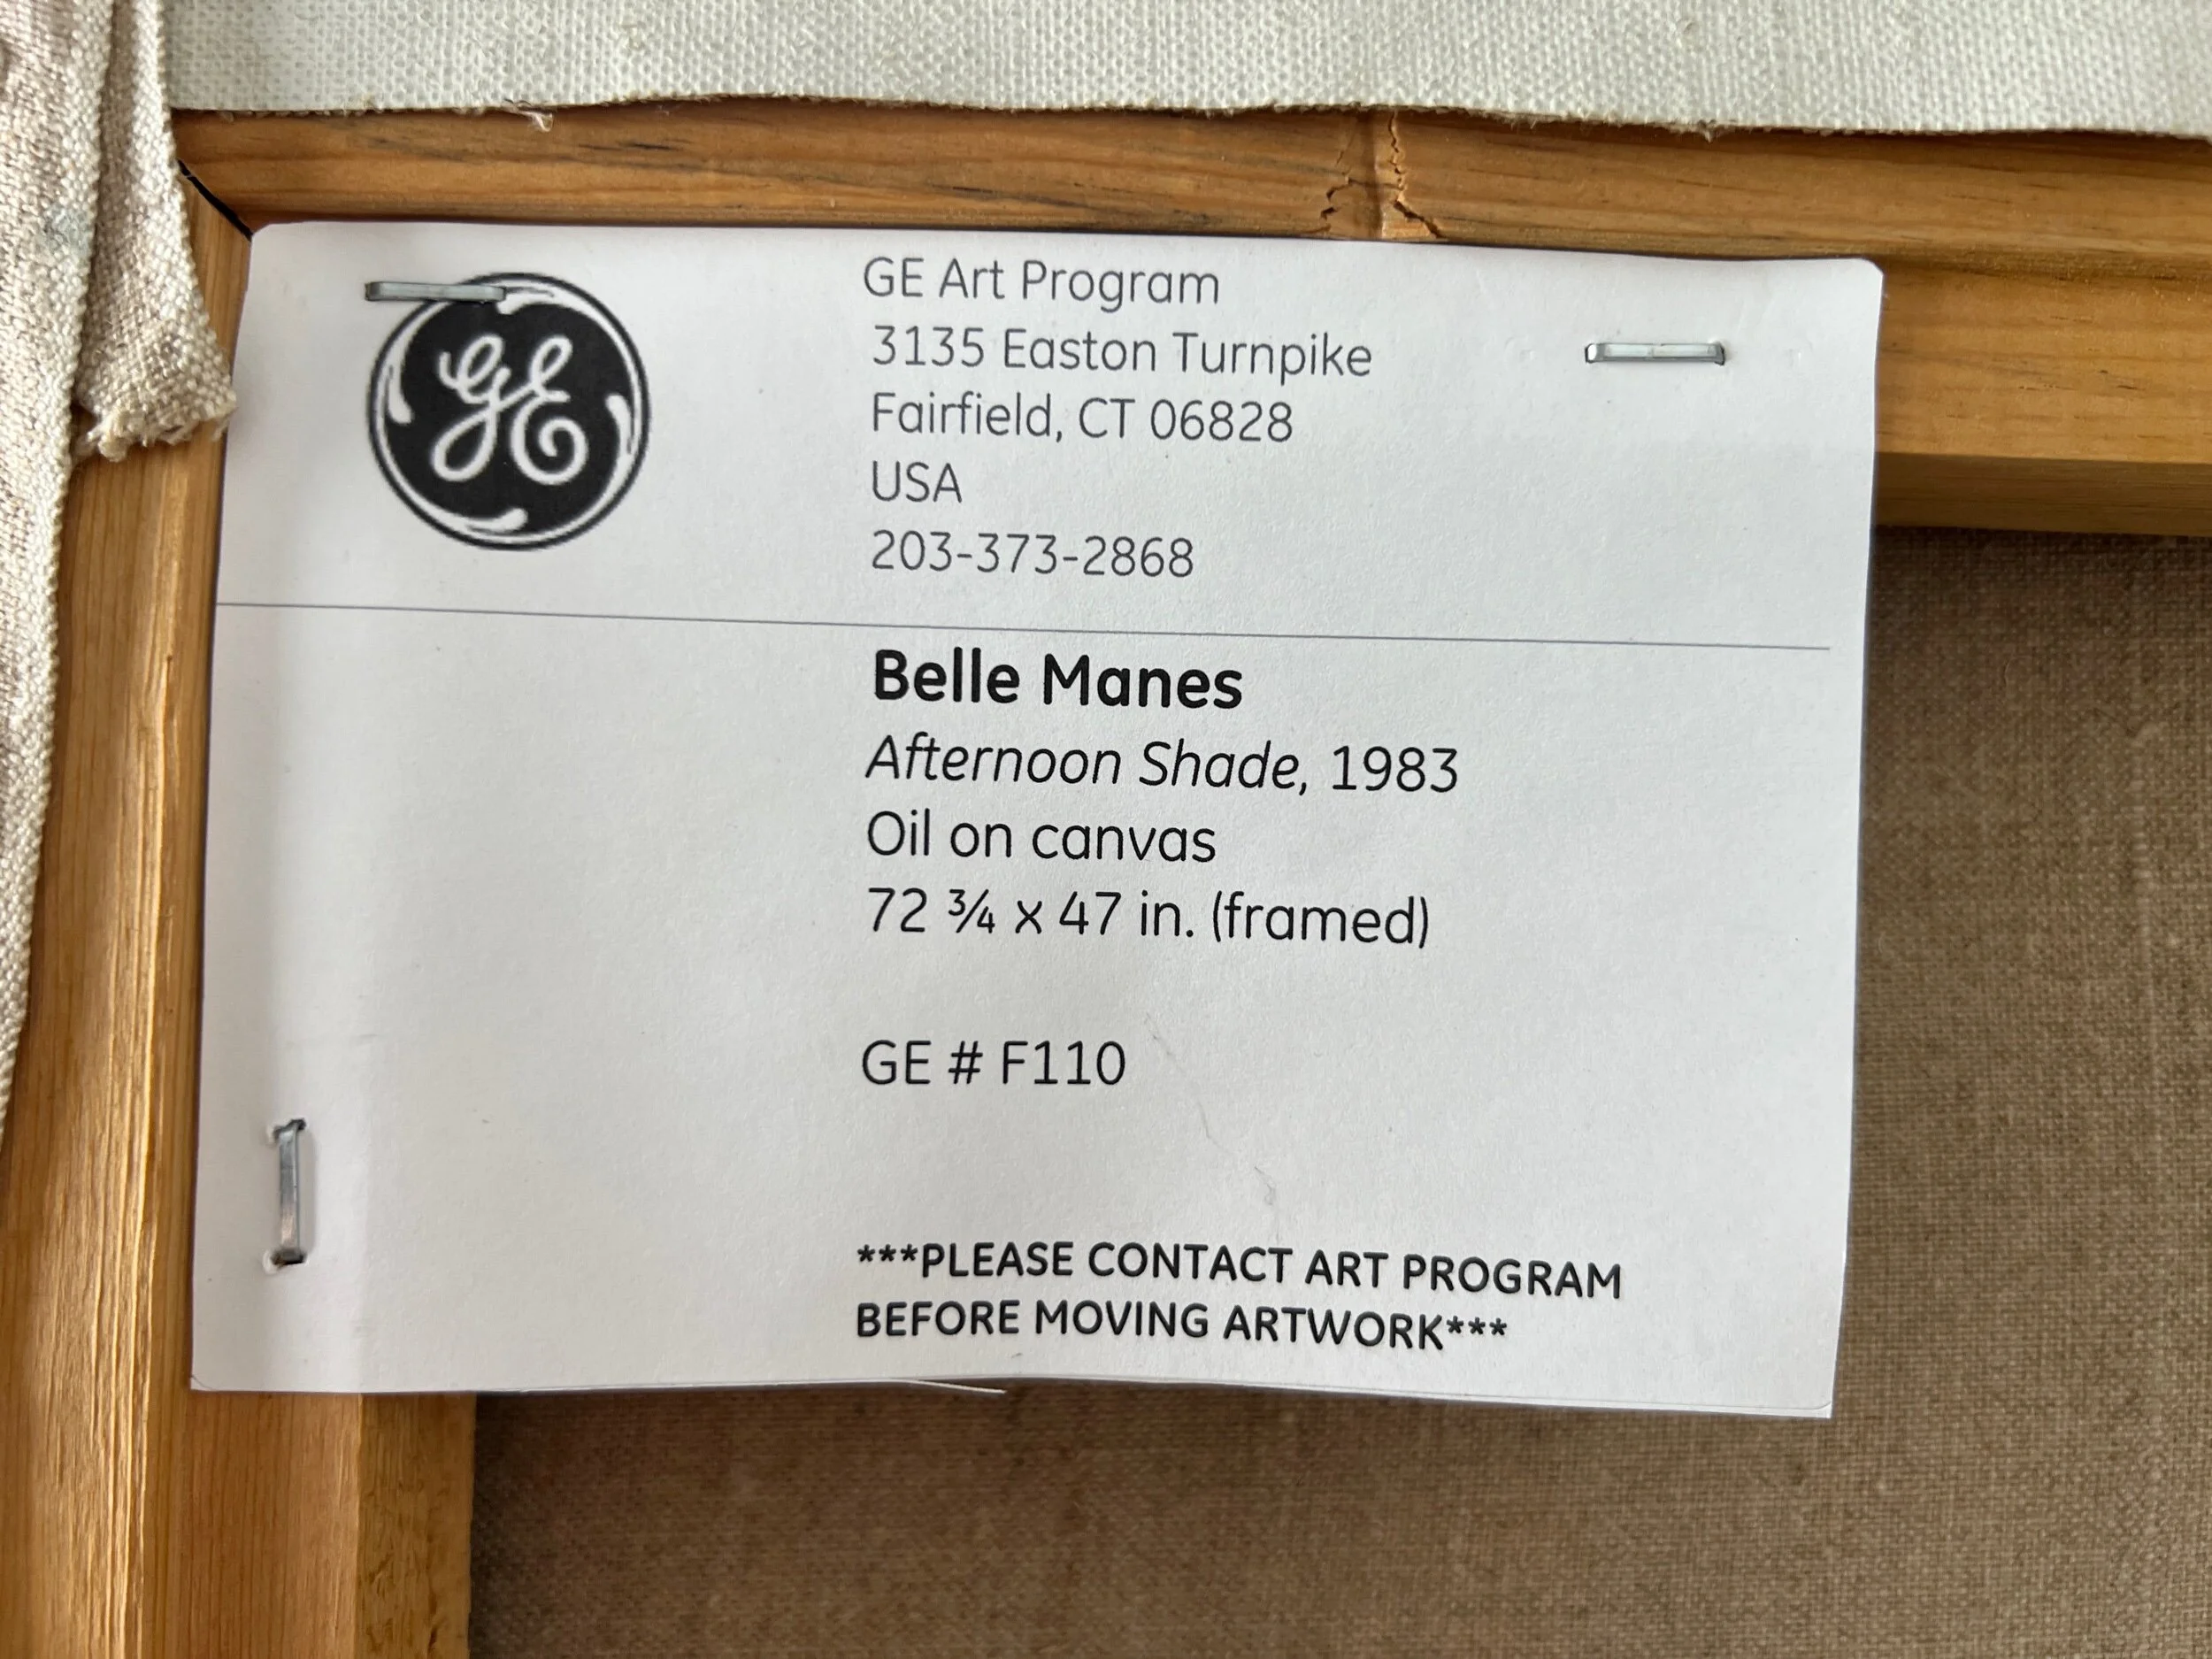 GE
GE Art Program
3135 Easton Turnpike
Fairfield, CT 06828
USA
203-373-2868
Belle Manes
Afternoon Shade, 1983
Oil on canvas
72 ¾ x 47 in. (framed)
GE # F110
***PLEASE CONTACT ART PROGRAM
BEFORE MOVING ARTWORK***